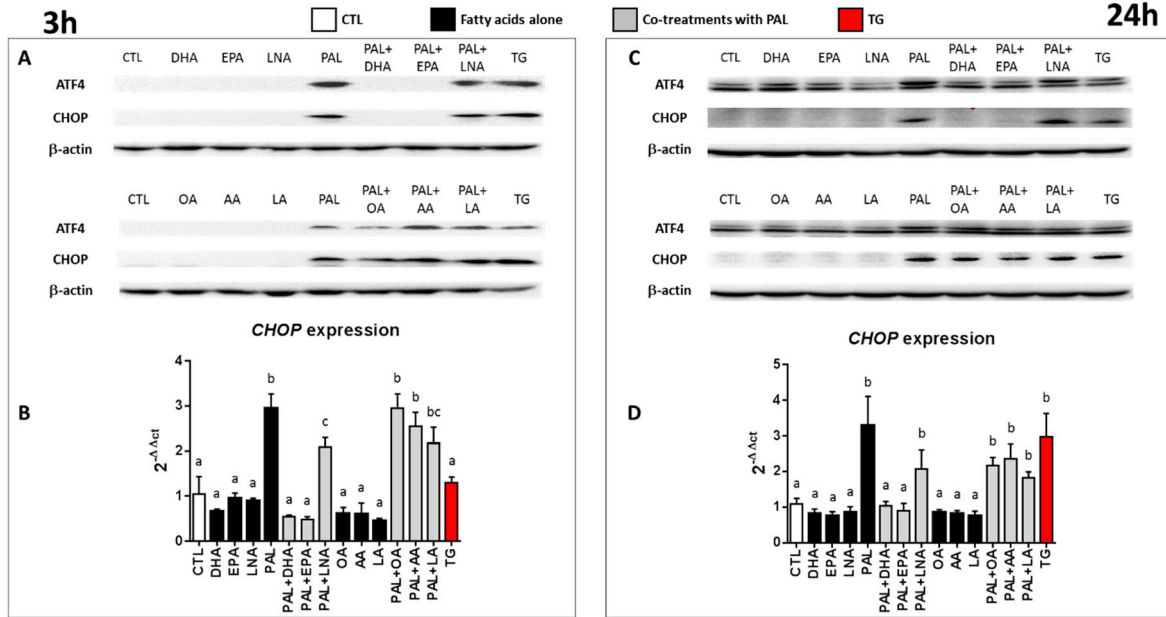 3h
CTL
Fatty acids alone
Co-treatments with PAL
TG
24h
A
CTL DHA EPA LNA PAL PAL+ DHA PAL+ EPA PAL+ LNA TG
ATF4
CHOP
β-actin
CTL OA AA LA PAL PAL+ OA PAL+ AA PAL+ LA TG
ATF4
CHOP
β-actin
B
CHOP expression
2-Δ Δct
4
3
2
1
0
a a a a b a a c a a a b b bc a
CTL DHA EPA LNA PAL PAL+DHA PAL+EPA PAL+LNA OA AA LA PAL+OA PAL+AA PAL+LA TG
C
CTL DHA EPA LNA PAL PAL+ DHA PAL+ EPA PAL+ LNA TG
ATF4
CHOP
β-actin
CTL OA AA LA PAL PAL+ OA PAL+ AA PAL+ LA TG
ATF4
CHOP
β-actin
D
CHOP expression
2-Δ Δct
5
4
3
2
1
0
a a a a b a a b a a a b b b b
CTL DHA EPA LNA PAL PAL+DHA PAL+EPA PAL+LNA OA AA LA PAL+OA PAL+AA PAL+LA TG